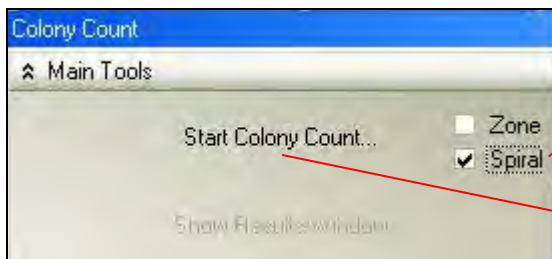 Colony Count
Main Tools
Start Colony Count...
Zone
Spiral
Show Results window